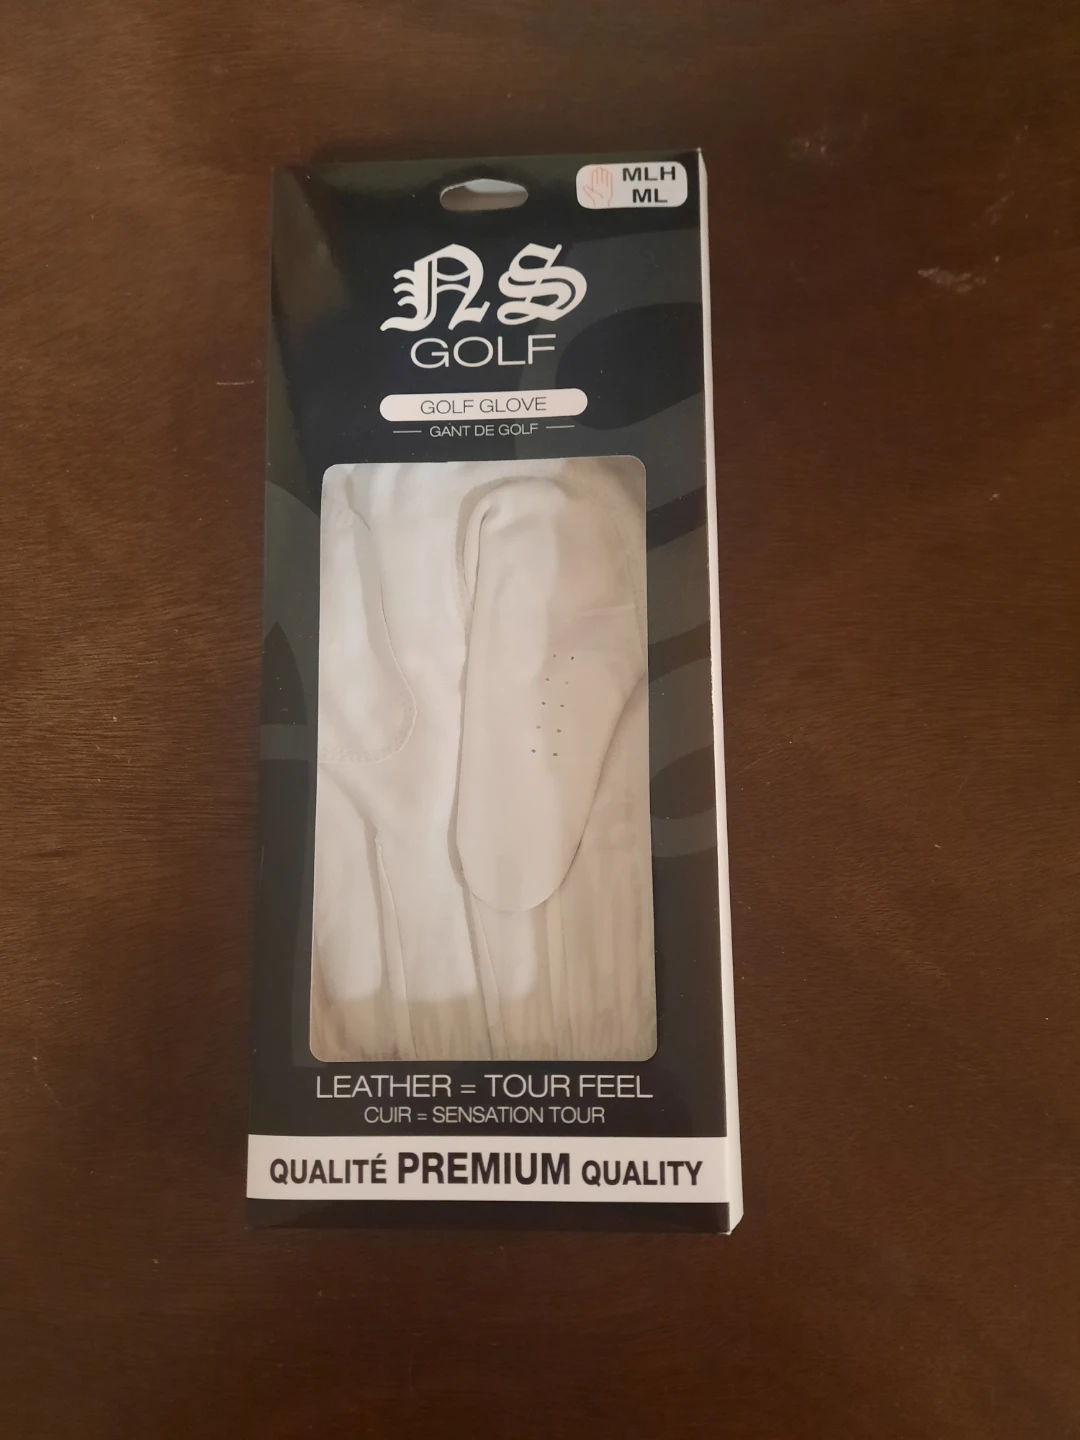 MLH
ML
NS
GOLF
GOLF GLOVE
GANT DE GOLF
LEATHER = TOUR FEEL
CUIR = SENSATION TOUR
QUALITÉ PREMIUM QUALITY